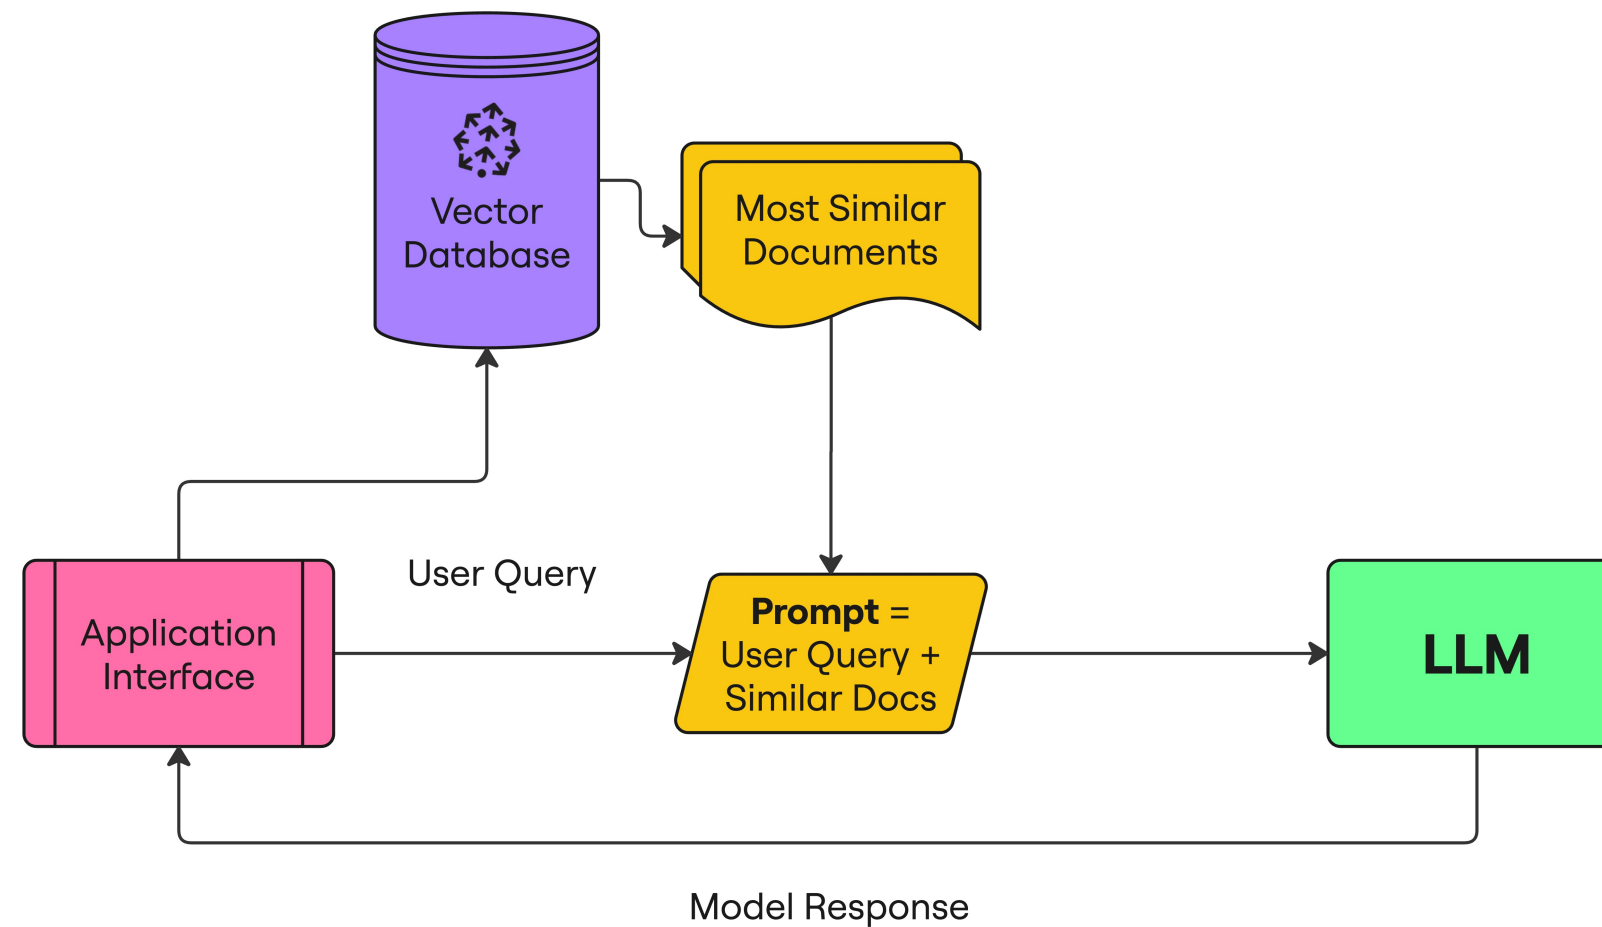 Vector
Database
Most Similar
Documents
User Query
Application
Interface
Prompt =
User Query +
Similar Docs
LLM
Model Response